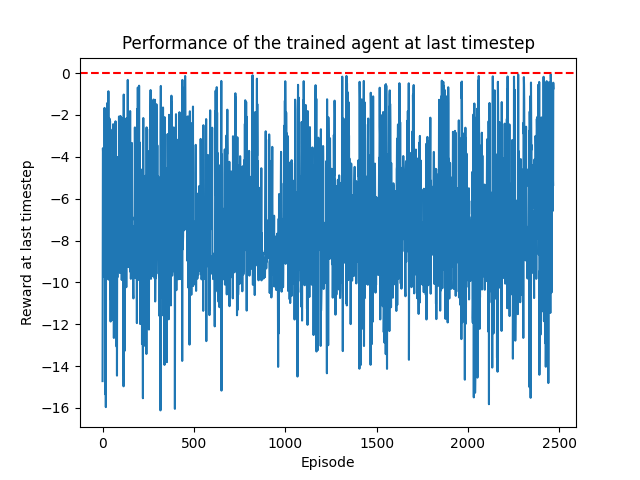 Performance of the trained agent at last timestep
0
−2
−4
−6
−8
−10
−12
−14
−16
Reward at last timestep
0 500 1000 1500 2000 2500
Episode